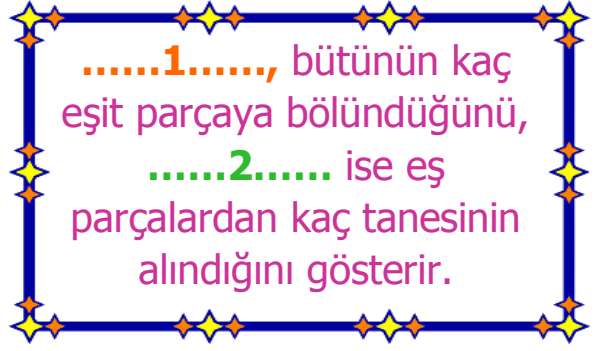 ……1……, bütünün kaç
eşit parçaya bölündüğünü,
……2…… ise eş
parçalardan kaç tanesinin
alındığını gösterir.